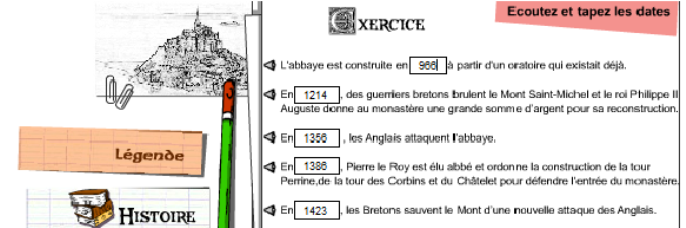 Ecoutez et tapez les dates
EXERCICE
L'abbaye est construite en 966 à partir d'un oratoire qui existait déjà.
En 1214 , des guerriers bretons brulent le Mont Saint-Michel et le roi Philippe II
Auguste donne au monastère une grande somme d'argent pour sa reconstruction.
En 1356 , les Anglais attaquent l'abbaye.
En 1386 , Pierre le Roy est élu abbé et ordonne la construction de la tour
Perrine,de la tour des Corbins et du Châtelet pour défendre l'entrée du monastère.
En 1423 , les Bretons sauvent le Mont d'une nouvelle attaque des Anglais.
Légende
HISTOIRE